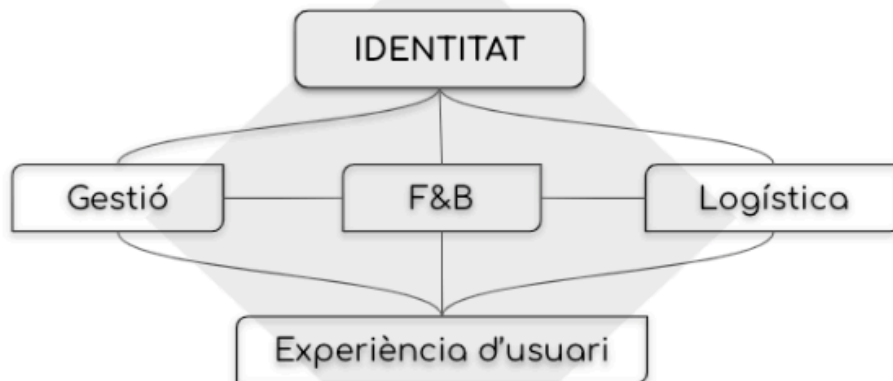 IDENTITAT
Gestió
F&B
Logística
Experiència d'usuari